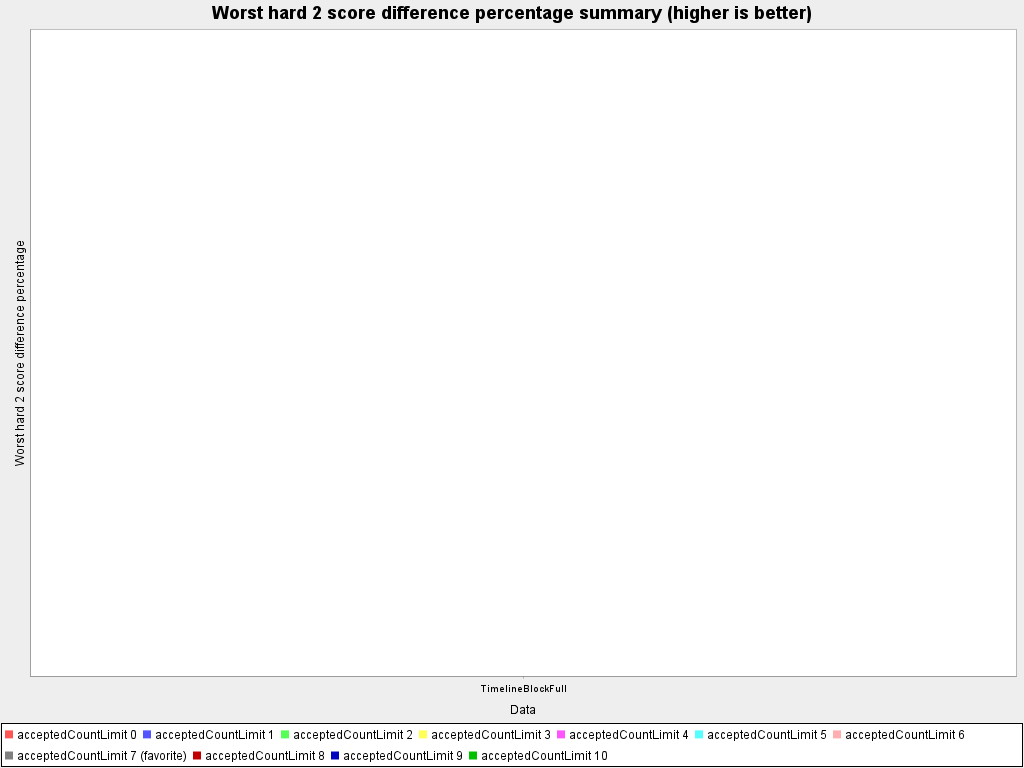 Worst hard 2 score difference percentage summary (higher is better)
Worst hard 2 score difference percentage
TimelineBlockFull
Data
acceptedCountLimit 0 acceptedCountLimit 1 acceptedCountLimit 2 acceptedCountLimit 3 acceptedCountLimit 4 acceptedCountLimit 5 acceptedCountLimit 6
acceptedCountLimit 7 (favorite) acceptedCountLimit 8 acceptedCountLimit 9 acceptedCountLimit 10